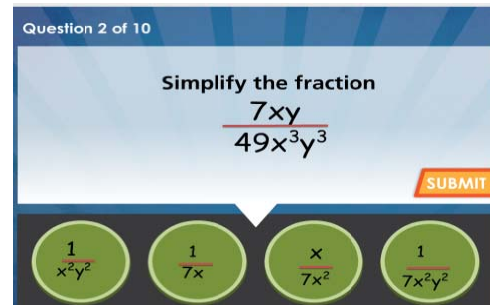 Question 2 of 10
Simplify the fraction
7xy
49x³y³
SUBMIT
1
x²y²
1
7x
x
7x²
1
7x²y²